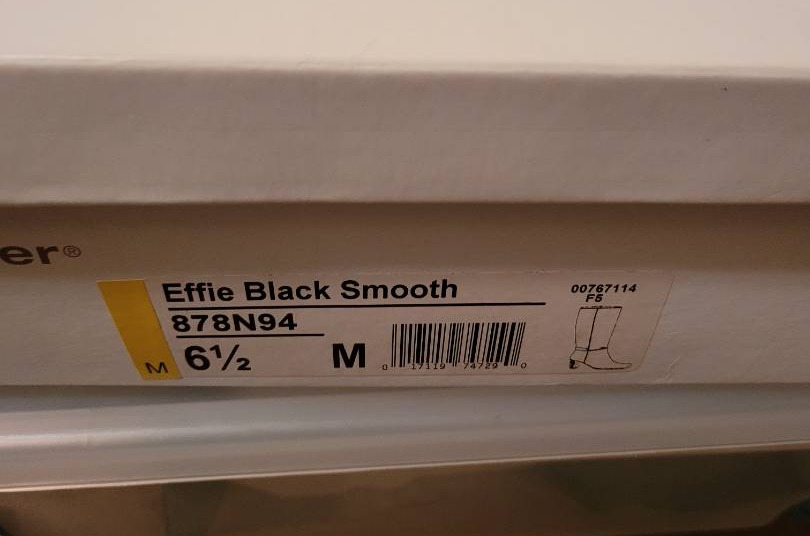 er®
Effie Black Smooth
00767114
F5
878N94
M 6½ M
0 17119 74729 0